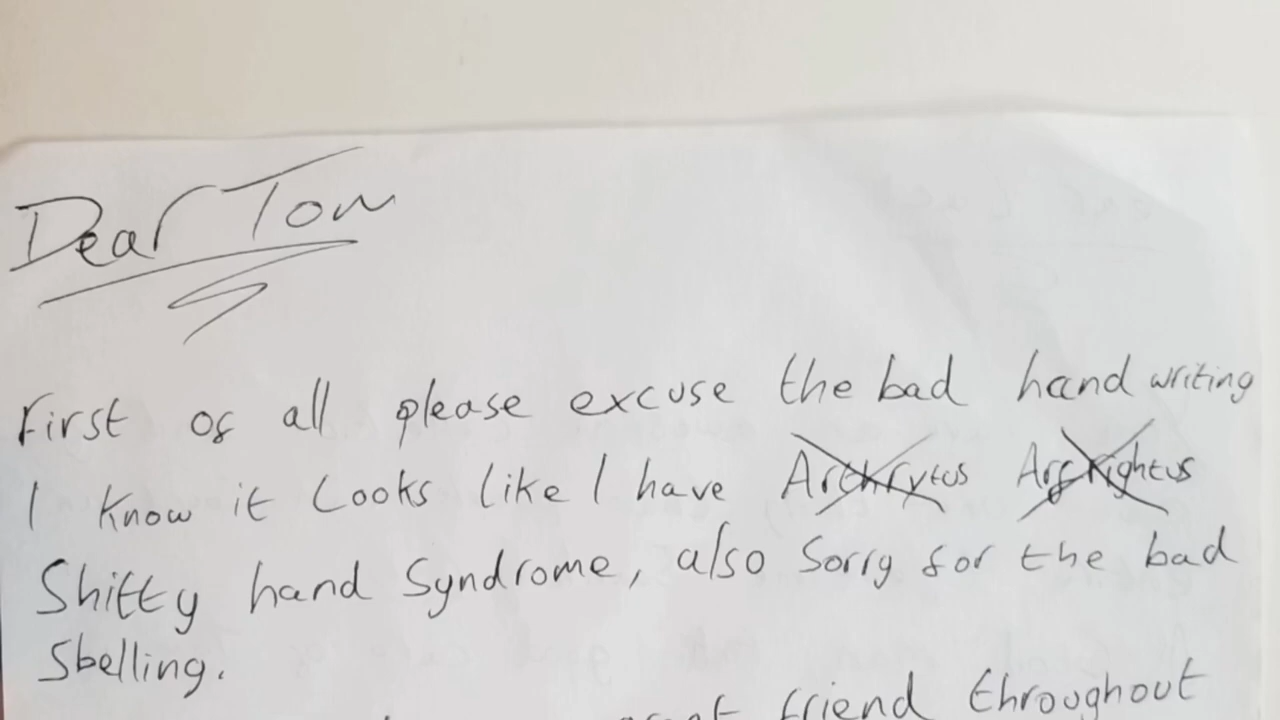 Dear Tom
First of all please excuse the bad hand writing
I know it looks like I have Arthrytus Arfrightus
Shitty hand Syndrome, also Sorry for the bad
Sbelling.
friend throughout